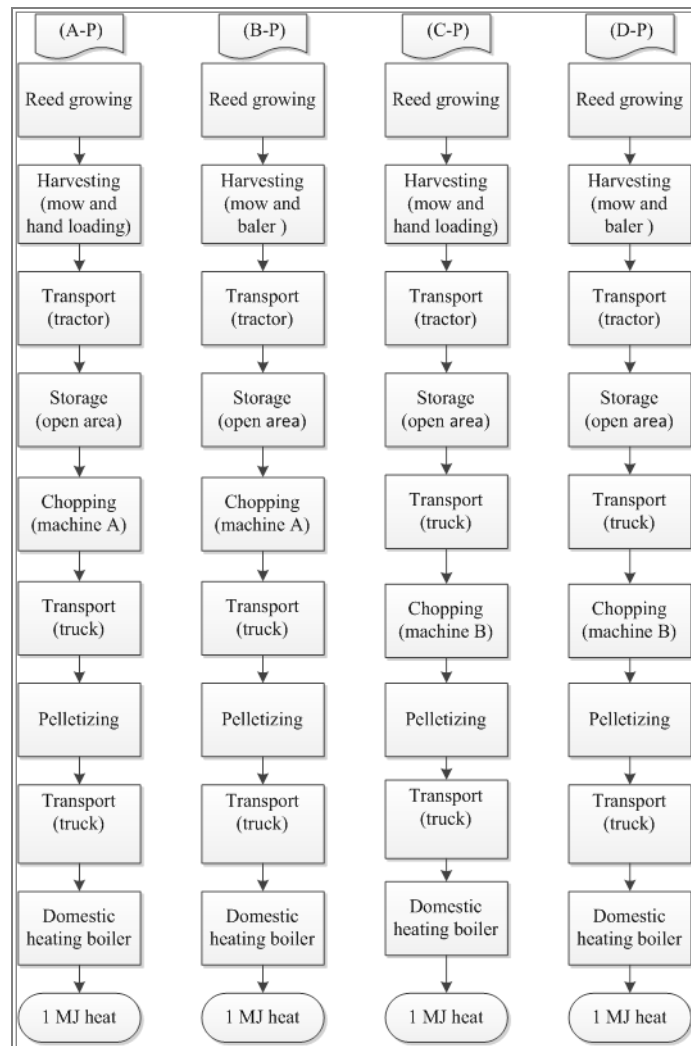 (A-P)
Reed growing
Harvesting
(mow and
hand loading)
Transport
(tractor)
Storage
(open area)
Chopping
(machine A)
Transport
(truck)
Pelletizing
Transport
(truck)
Domestic
heating boiler
1 MJ heat
(B-P)
Reed growing
Harvesting
(mow and
baler )
Transport
(tractor)
Storage
(open area)
Chopping
(machine A)
Transport
(truck)
Pelletizing
Transport
(truck)
Domestic
heating boiler
1 MJ heat
(C-P)
Reed growing
Harvesting
(mow and
hand loading)
Transport
(tractor)
Storage
(open area)
Transport
(truck)
Chopping
(machine B)
Pelletizing
Transport
(truck)
Domestic
heating boiler
1 MJ heat
(D-P)
Reed growing
Harvesting
(mow and
baler )
Transport
(tractor)
Storage
(open area)
Transport
(truck)
Chopping
(machine B)
Pelletizing
Transport
(truck)
Domestic
heating boiler
1 MJ heat